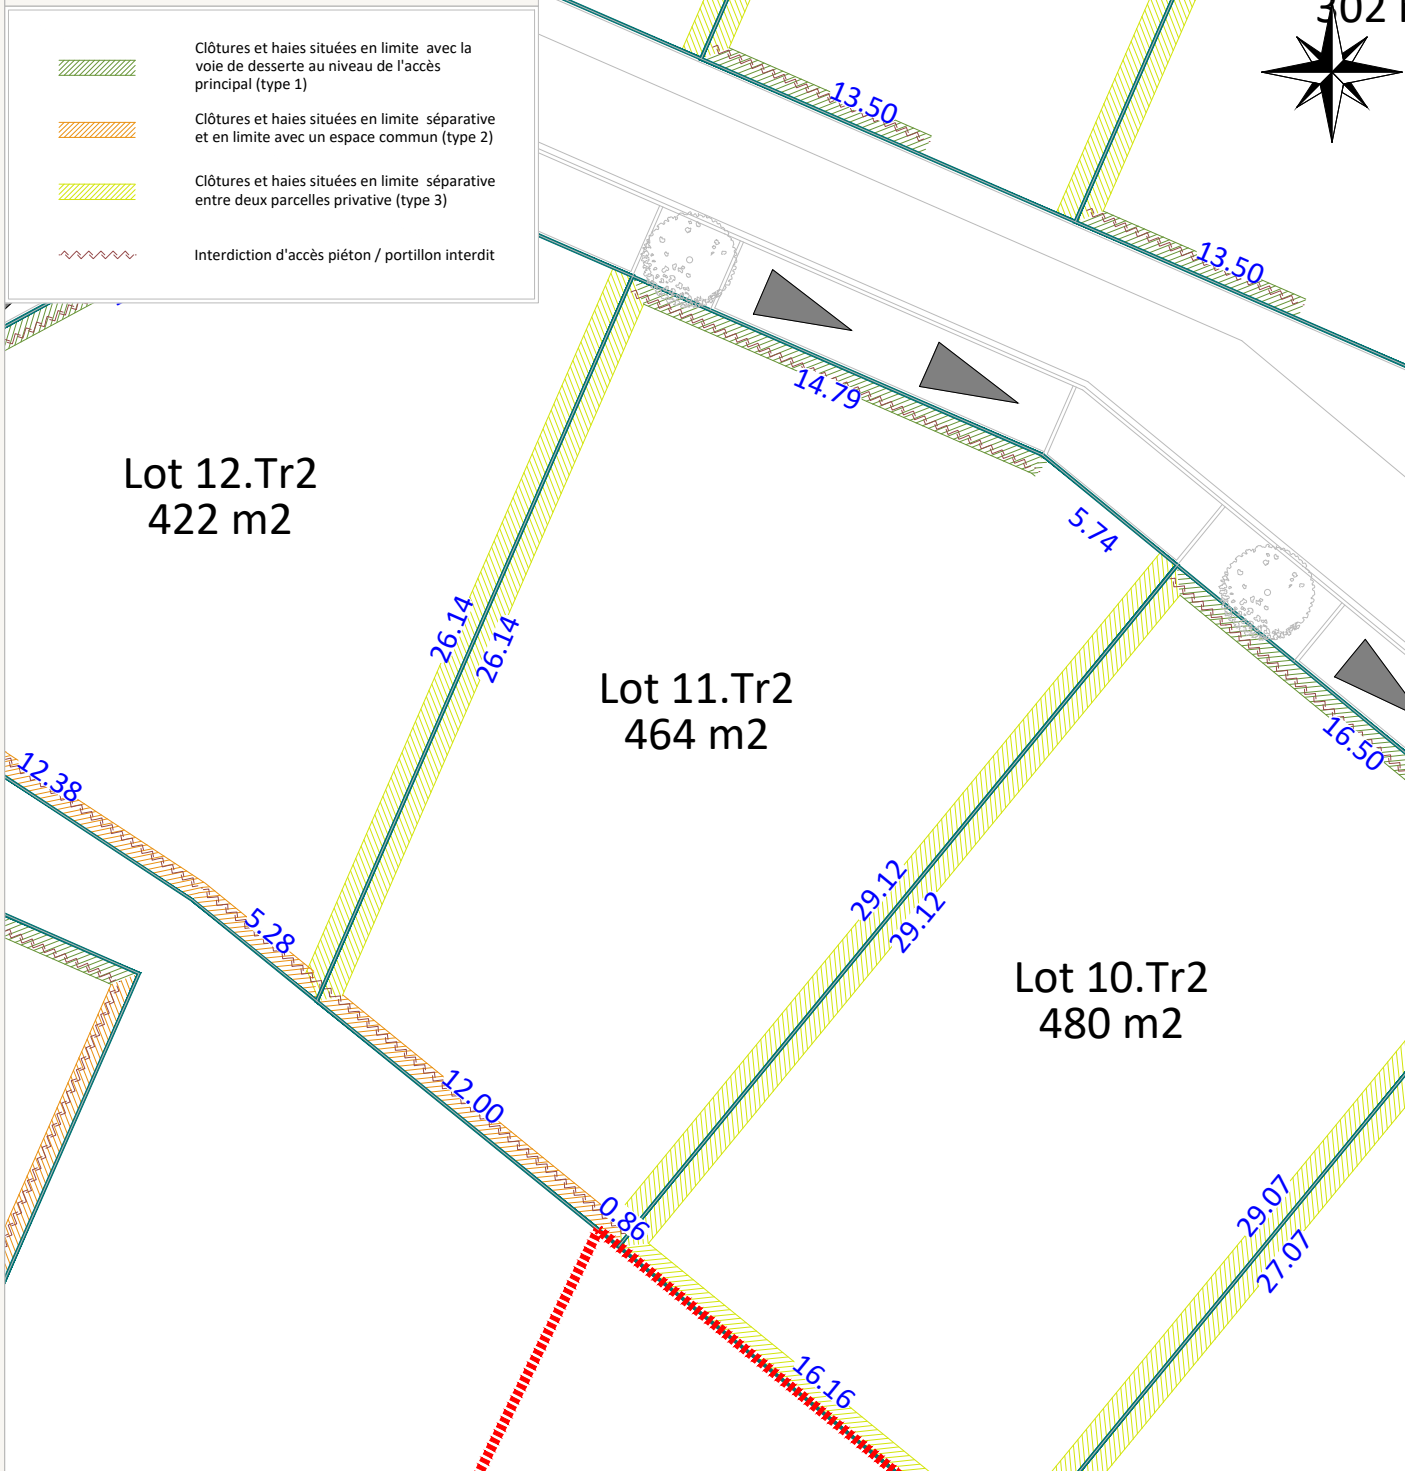 Clôtures et haies situées en limite avec la
voie de desserte au niveau de l'accès
principal (type 1)
Clôtures et haies situées en limite séparative
et en limite avec un espace commun (type 2)
Clôtures et haies situées en limite séparative
entre deux parcelles privative (type 3)
Interdiction d'accès piéton / portillon interdit
302
13.50
13.50
14.79
5.74
Lot 12.Tr2
422 m2
26.14
26.14
Lot 11.Tr2
464 m2
16.50
12.38
29.12
29.12
5.28
Lot 10.Tr2
480 m2
12.00
0.86
29.07
27.07
16.16